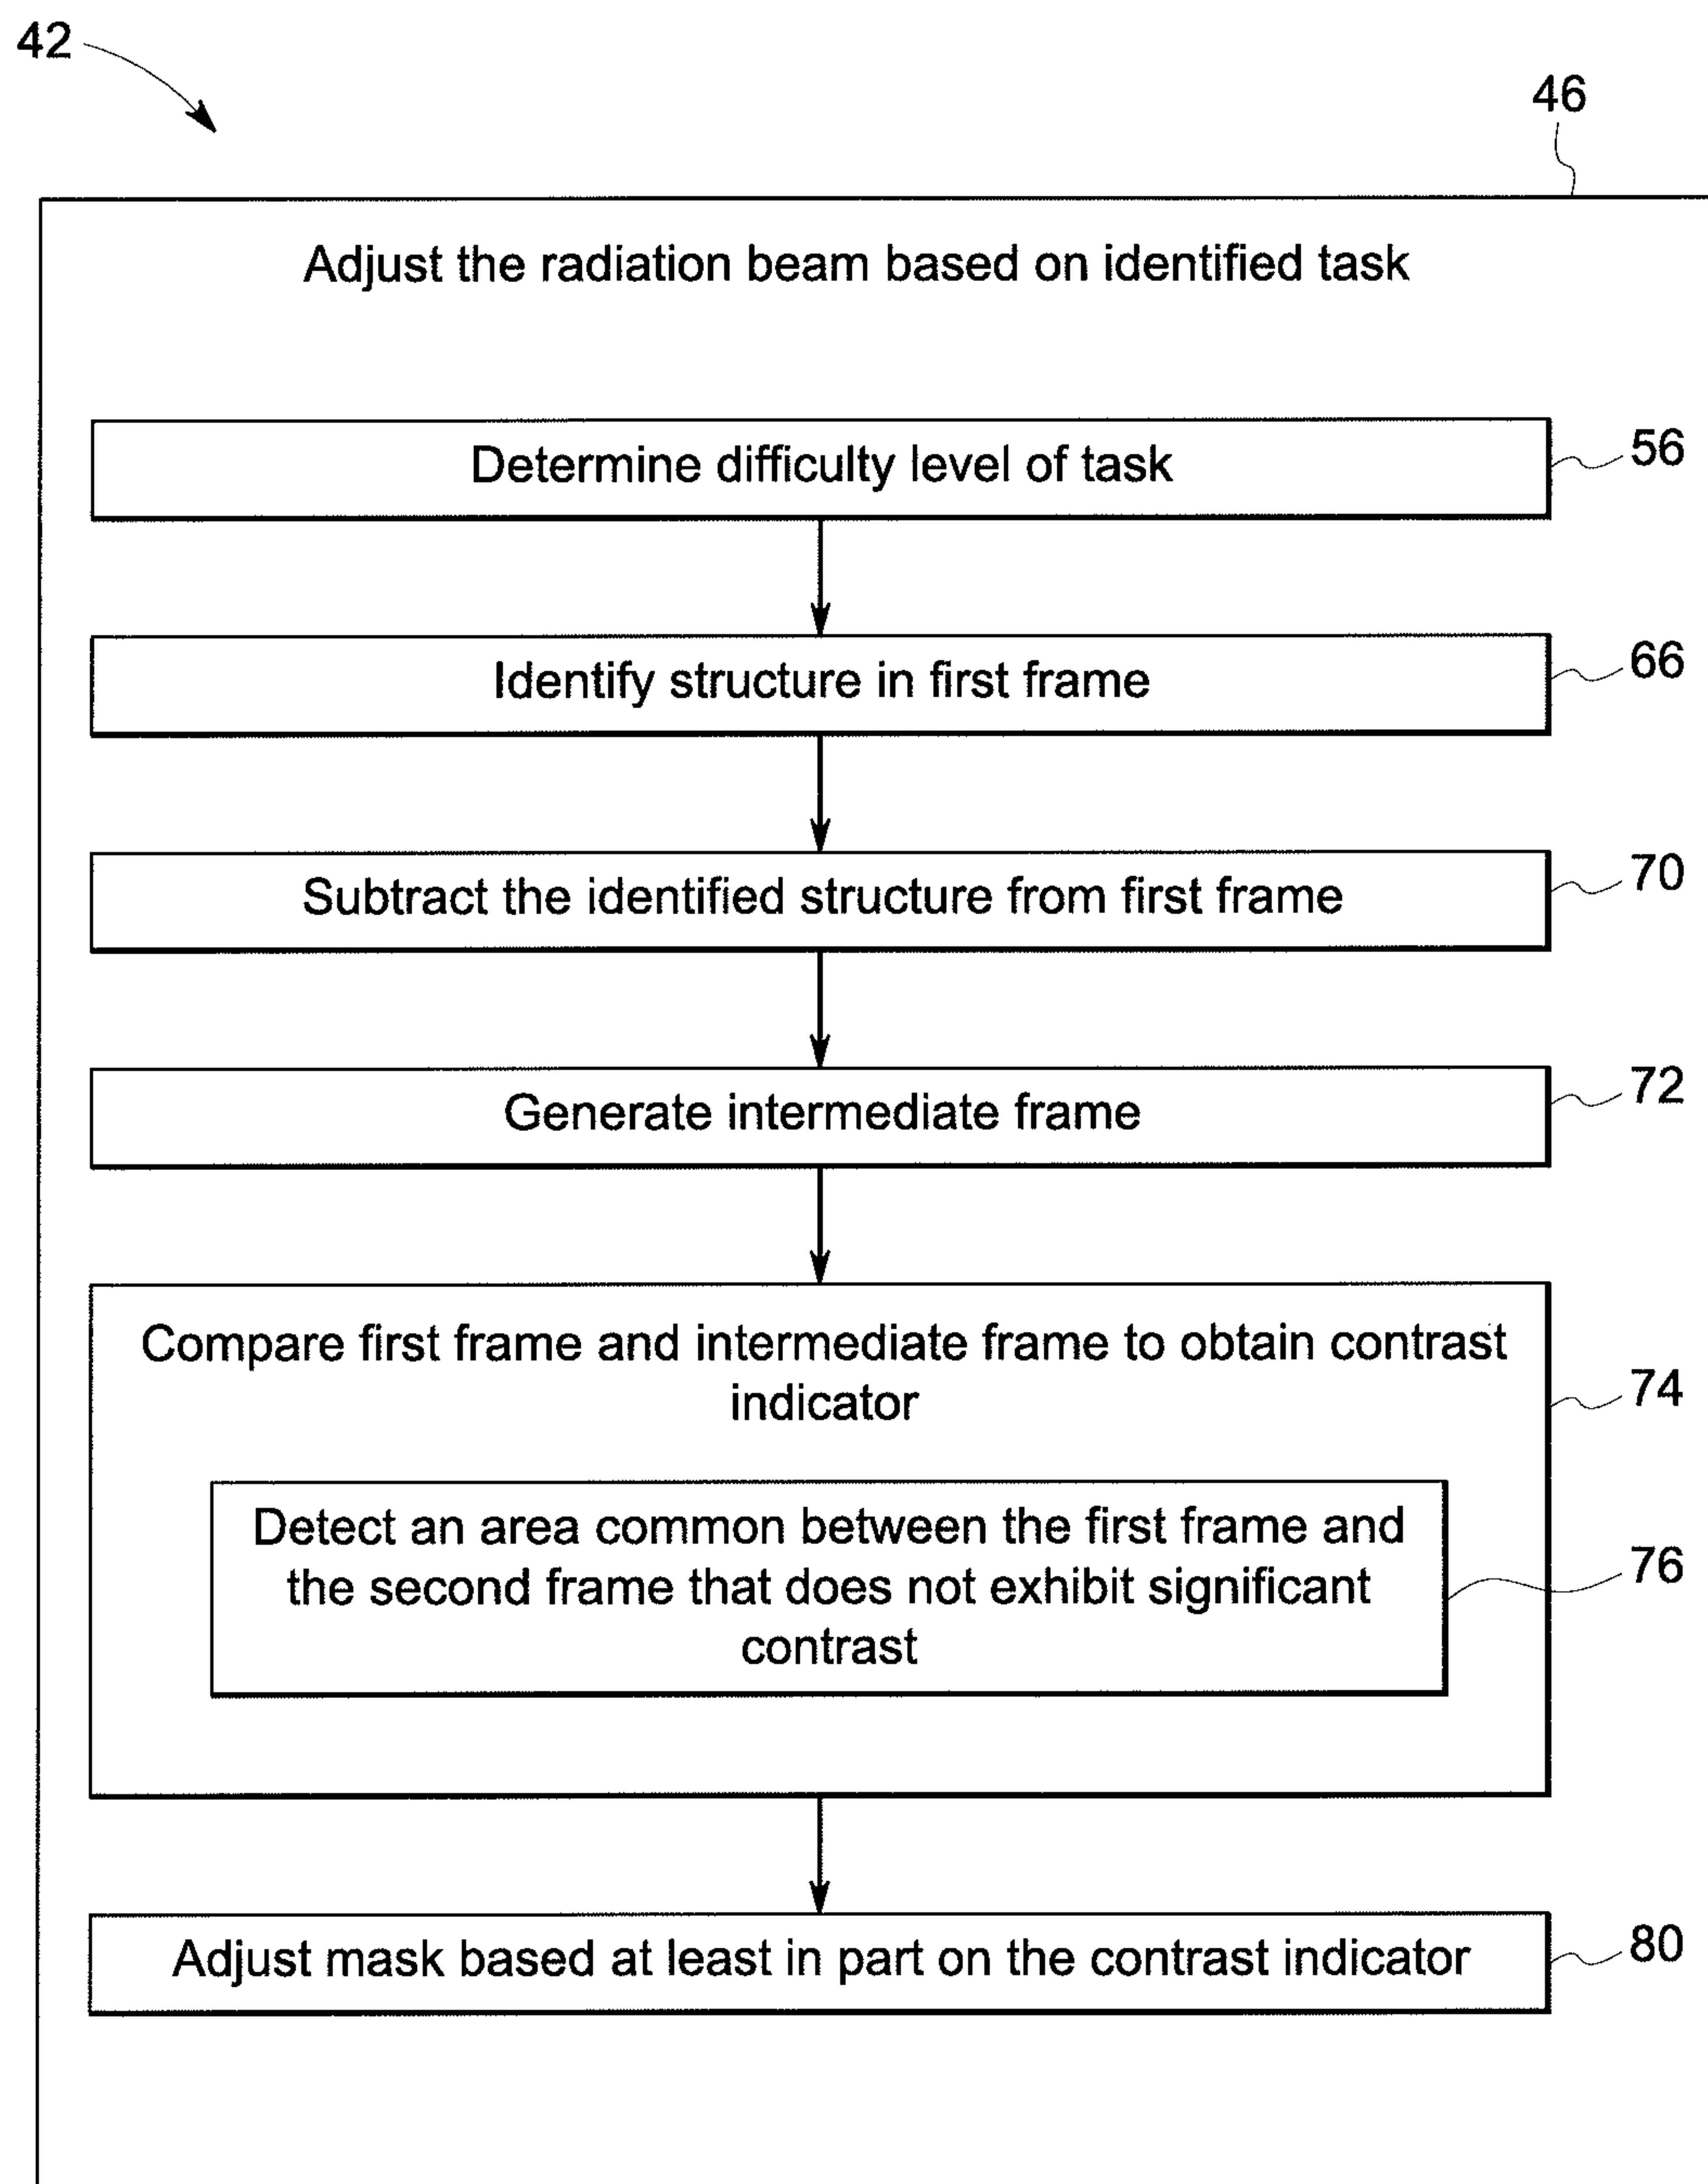 42
46
Adjust the radiation beam based on identified task
Determine difficulty level of task
56
Identify structure in first frame
66
Subtract the identified structure from first frame
70
Generate intermediate frame
72
Compare first frame and intermediate frame to obtain contrast
indicator
74
Detect an area common between the first frame and
the second frame that does not exhibit significant
contrast
76
Adjust mask based at least in part on the contrast indicator
80